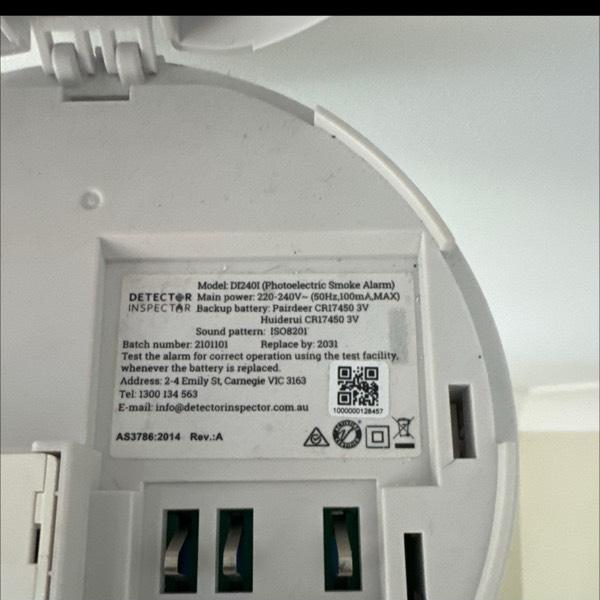 Model: DI240I (Photoelectric Smoke Alarm)
DETECTOR Main power: 220-240V~ (50Hz,100mA,MAX)
INSPECTOR Backup battery: Pairdeer CR17450 3V
Huiderui CR17450 3V
Sound pattern: ISO8201
Batch number: 2101101 Replace by: 2031
Test the alarm for correct operation using the test facility,
whenever the battery is replaced.
Address: 2-4 Emily St, Carnegie VIC 3163
Tel: 1300 134 563
E-mail: info@detectorinspector.com.au
1000000128457
AS3786:2014 Rev.:A